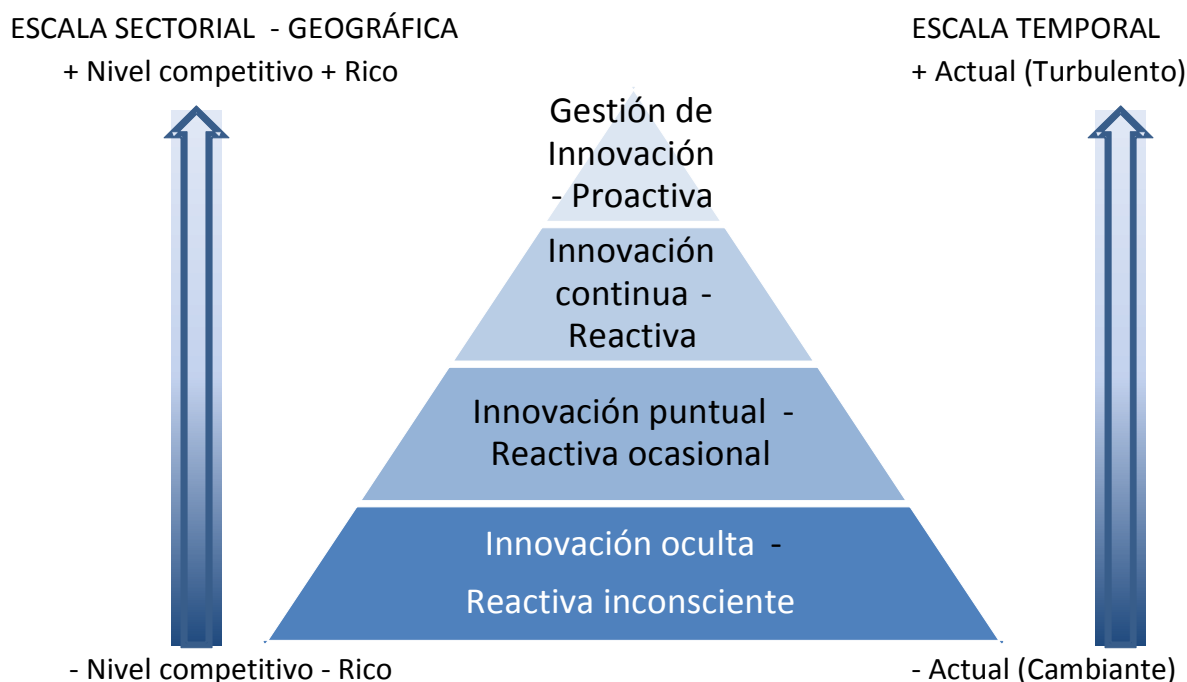 ESCALA SECTORIAL - GEOGRÁFICA
+ Nivel competitivo + Rico
ESCALA TEMPORAL
+ Actual (Turbulento)
Gestión de
Innovación
- Proactiva
Innovación
continua -
Reactiva
Innovación puntual -
Reactiva ocasional
Innovación oculta -
Reactiva inconsciente
- Nivel competitivo - Rico
- Actual (Cambiante)